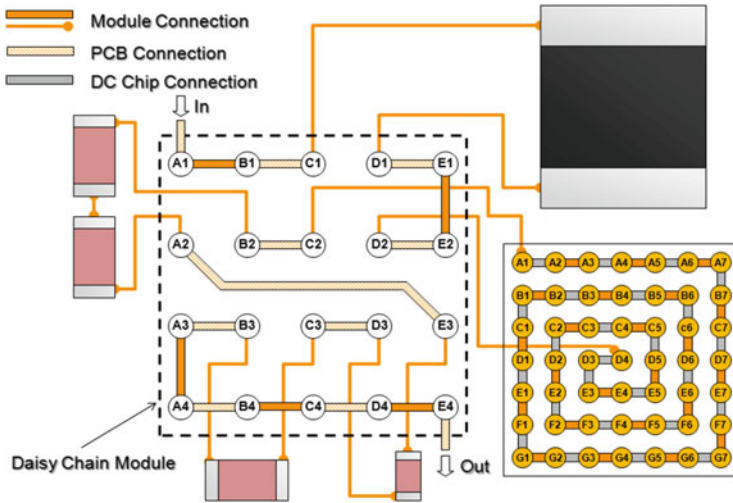 Module Connection
PCB Connection
DC Chip Connection
In
A1 B1 C1 D1 E1
A2 B2 C2 D2 E2
A3 B3 C3 D3 E3
A4 B4 C4 D4 E4
A1 A2 A3 A4 A5 A6 A7
B1 B2 B3 B4 B5 B6 B7
C1 C2 C3 C4 C5 c6 C7
D1 D2 D3 D4 D5 D6 D7
E1 E2 E3 E4 E5 E6 E7
F1 F2 F3 F4 F5 F6 F7
G1 G2 G3 G4 G5 G6 G7
Daisy Chain Module
Out